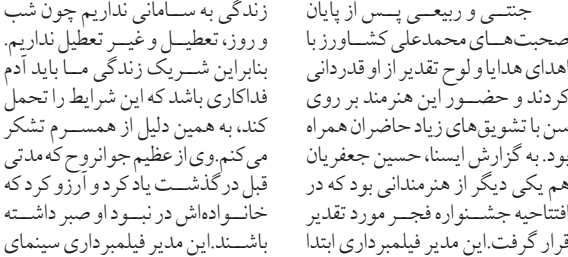 جنتی و ربیعی پس از پایان
صحبت‌های محمدعلی کشاورز با
اهدای هدایا و لوح تقدیر از او قدردانی
کردند و حضور این هنرمند بر روی
سن با تشویق‌های زیاد حاضران همراه
بود. به گزارش ایسنا، حسین جعفریان
هم یکی دیگر از هنرمندانی بود که در
افتتاحیه جشنواره فجر مورد تقدیر
قرار گرفت.این مدیر فیلمبرداری ابتدا
زندگی به سامانی نداریم چون شب
و روز، تعطیل و غیر تعطیل نداریم.
بنابراین شریک زندگی ما باید آدم
فداکاری باشد که این شرایط را تحمل
کند، به همین دلیل از همسرم تشکر
می‌کنم.وی از عظیم جوانروح که مدتی
قبل درگذشت یاد کرد و آرزو کرد که
خانواده‌اش در نبود او صبر داشته
باشند.این مدیر فیلمبرداری سینمای